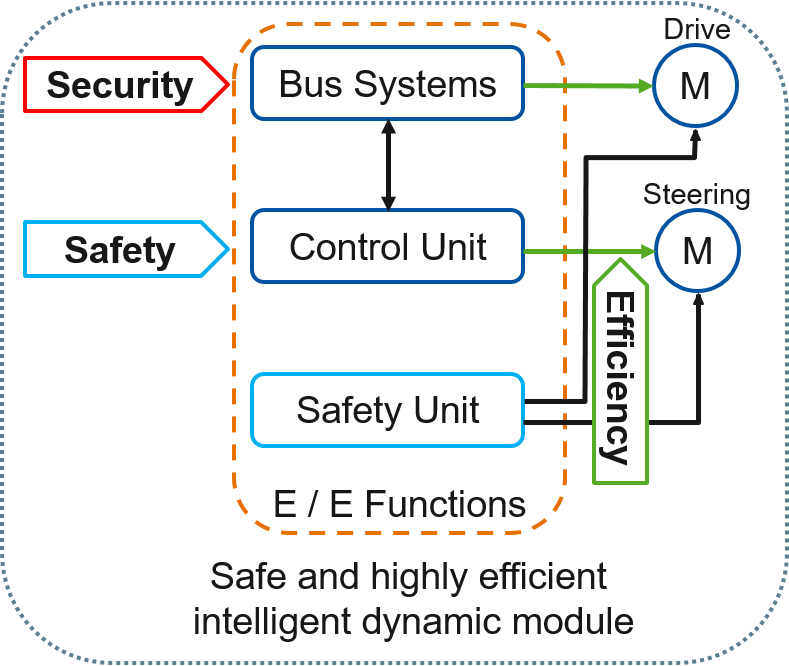 Drive
Security
Bus Systems
M
Steering
Safety
Control Unit
M
Efficiency
Safety Unit
E / E Functions
Safe and highly efficient
intelligent dynamic module